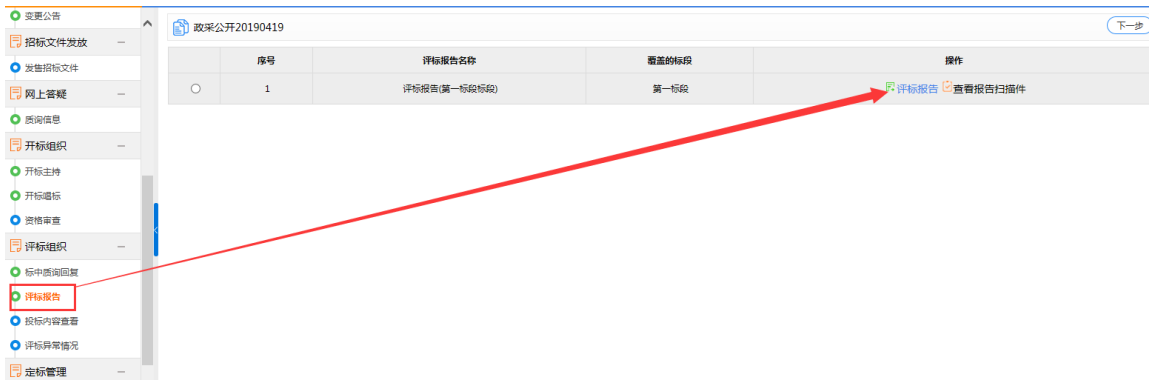 变更公告
招标文件发放
发售招标文件
网上答疑
质询信息
开标组织
开标主持
开标唱标
资格审查
评标组织
标中质询回复
评标报告
投标内容查看
评标异常情况
定标管理
政采公开20190419
下一步
序号 评标报告名称 覆盖的标段 操作
1 评标报告(第一标段标段) 第一标段 评标报告 查看报告扫描件